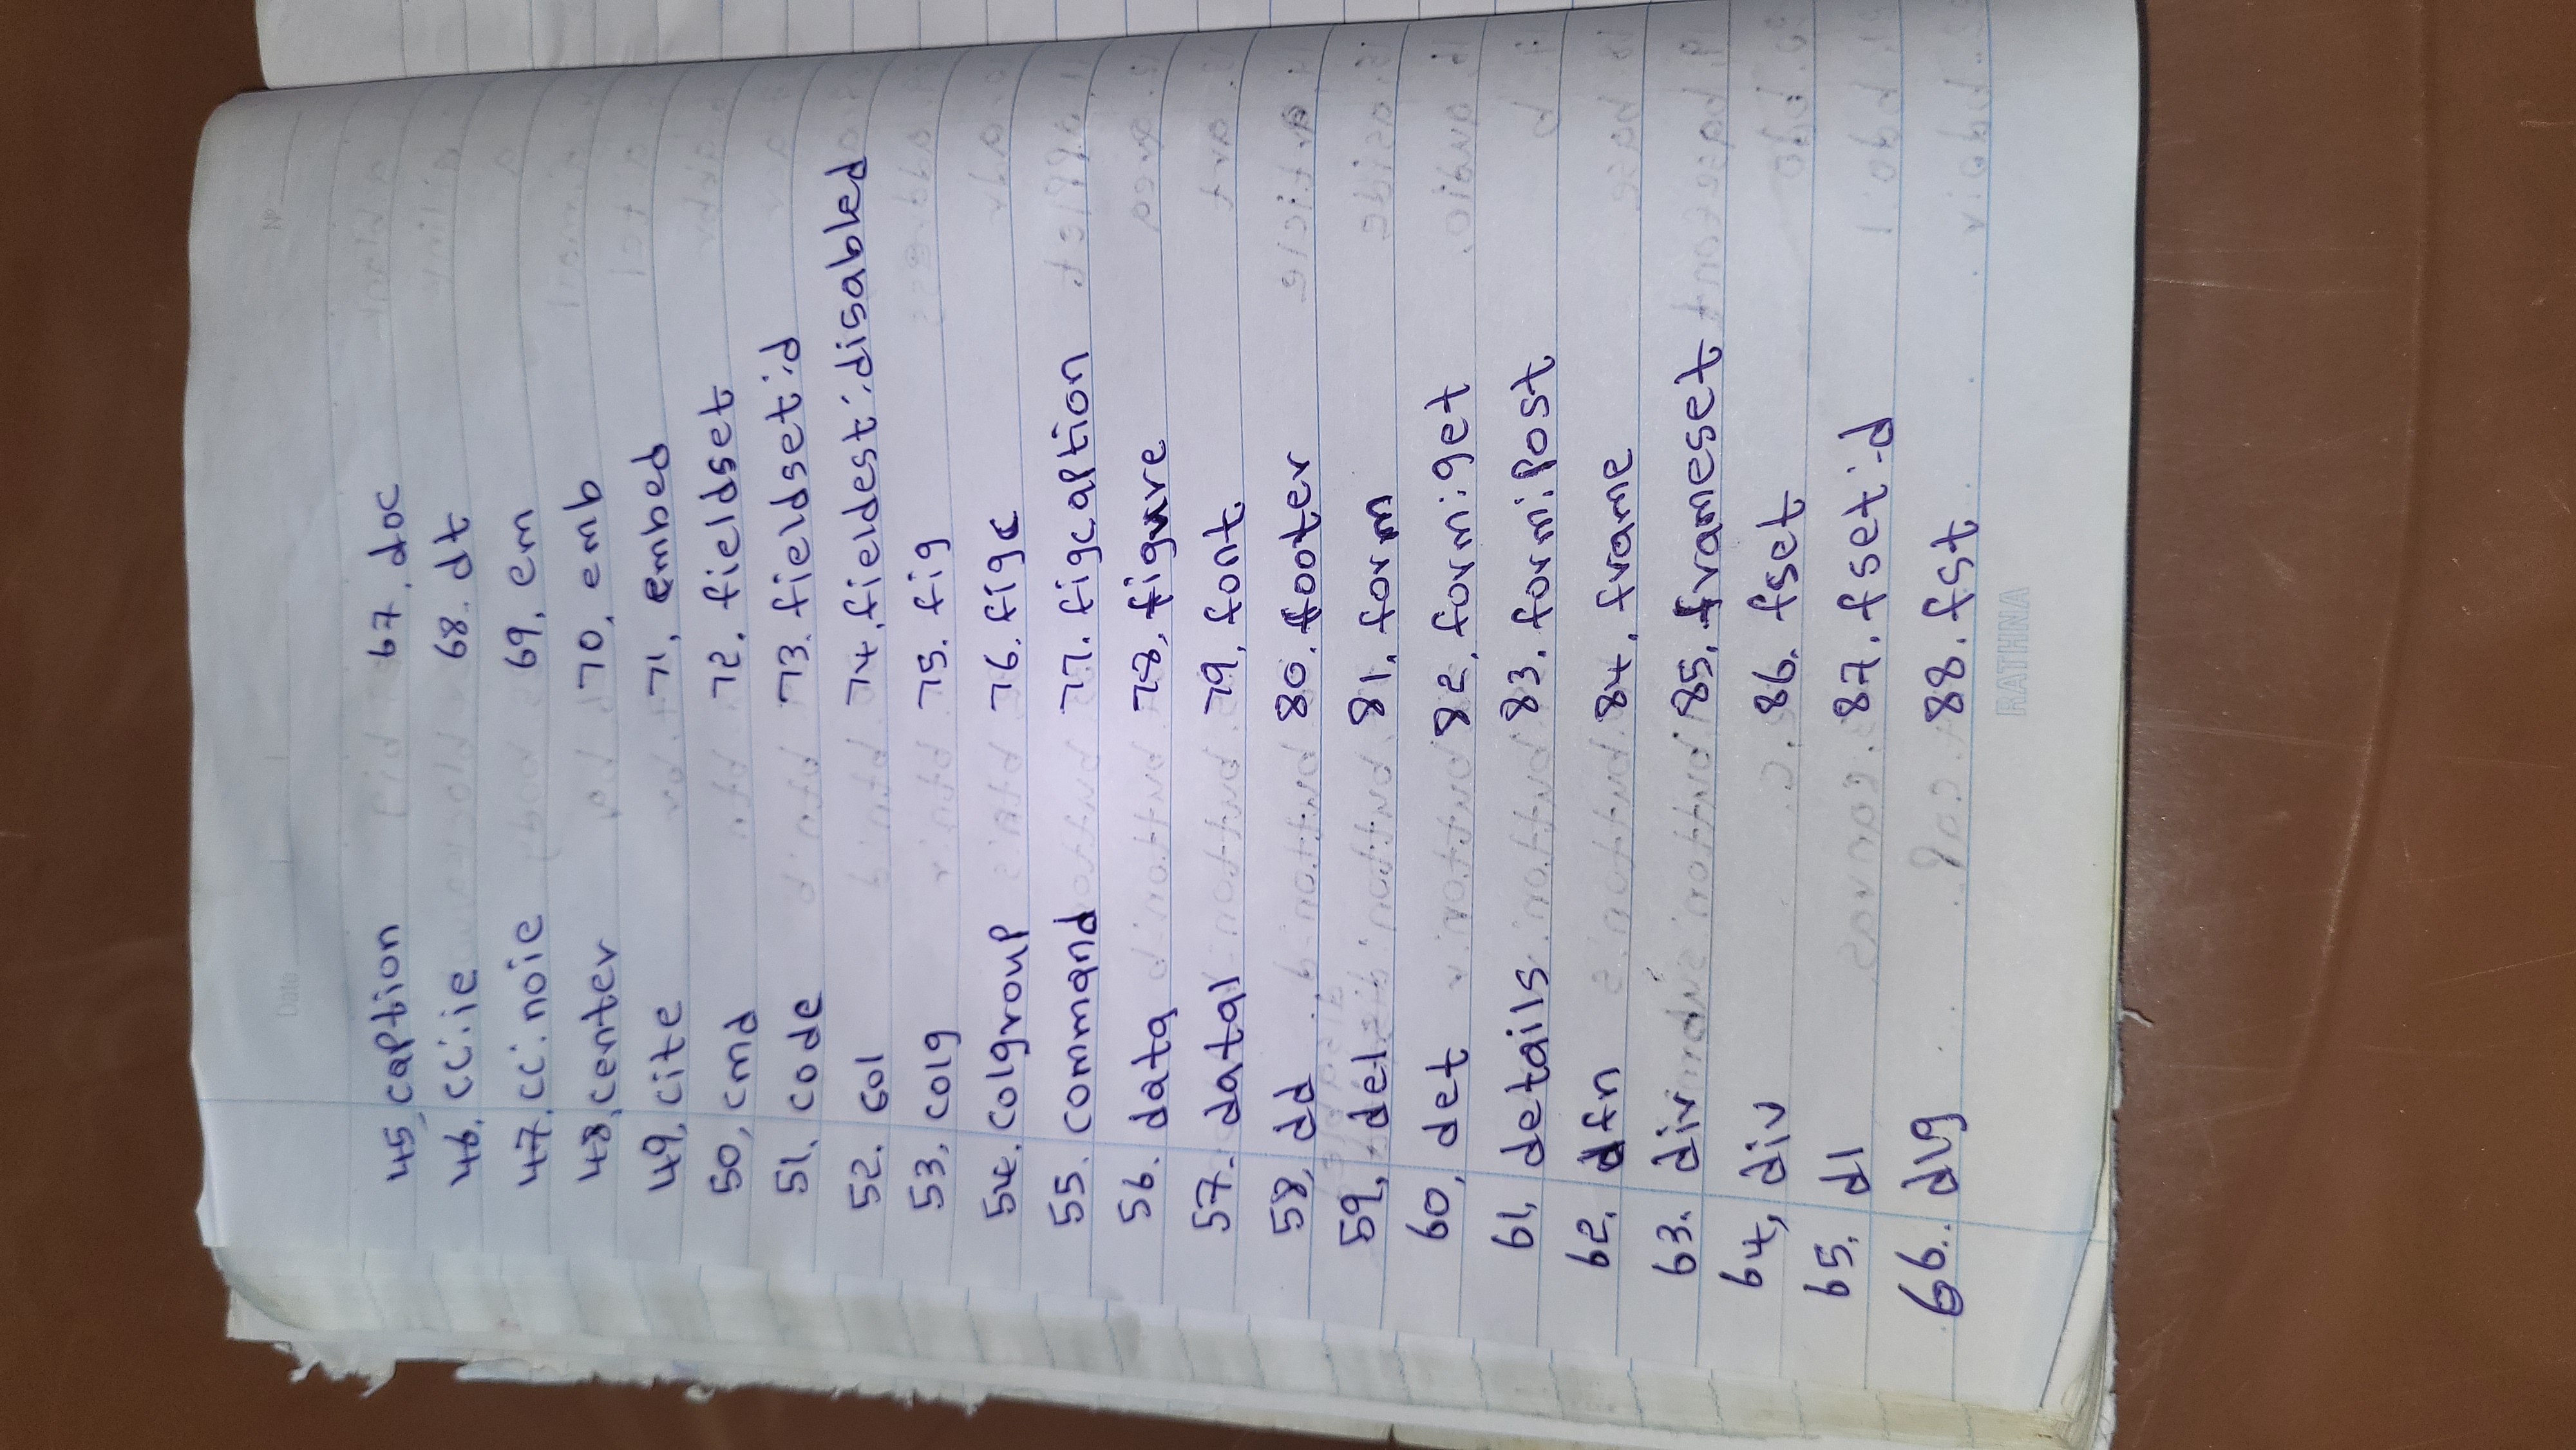 Date
Nº
45, caption
46. cc:ie
47. cc:noie
48, center
49, cite
50, cmd
51. code
52. col
53, colg
54. colgroup
55. command
56. data
57. datal
58, dd
59, del
60, det
61, details
62, dfn
63. div
64, div
65. dl
66. dlg
67. doc
68. dt
69, em
70, emb
71, embed
72. fieldset
73. fieldset:d
74, fieldest:disabled
75. fig
76. figc
77. figcaption
78, figure
79, font
80. footer
81. form
82, form:get
83. form:post
84. frame
85. frameset
86. fset
87. fset:d
88. fst
RATHNA